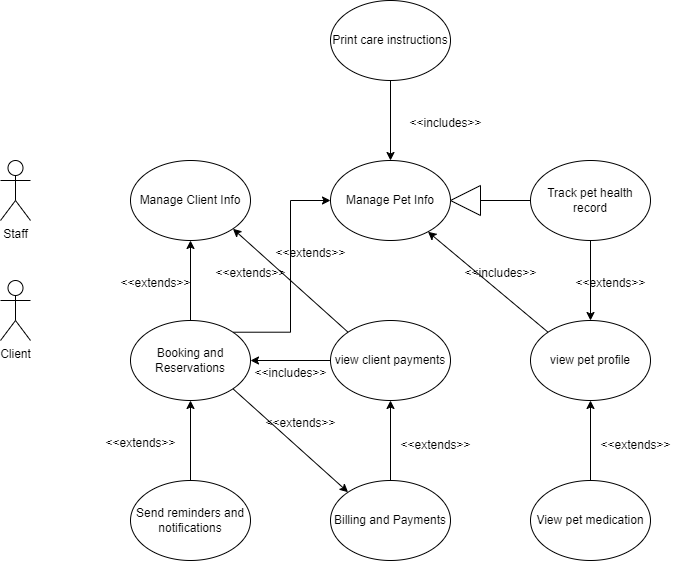 Print care instructions
<<includes>>
Manage Client Info
Manage Pet Info
Track pet health
record
Staff
<<extends>>
<<extends>>
<<extends>>
<<includes>>
<<extends>>
Client
Booking and
Reservations
view client payments
view pet profile
<<includes>>
<<extends>>
<<extends>>
<<extends>>
<<extends>>
Send reminders and
notifications
Billing and Payments
View pet medication